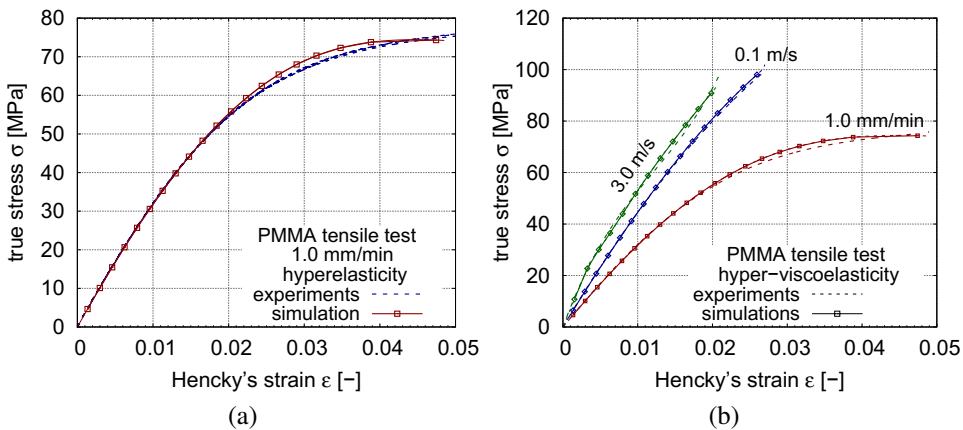 80
70
60
50
40
30
20
10
0
true stress σ [MPa]
PMMA tensile test
1.0 mm/min
hyperelasticity
experiments
simulation
0 0.01 0.02 0.03 0.04 0.05
Hencky's strain ε [−]
(a)
120
100
80
60
40
20
0
true stress σ [MPa]
0.1 m/s
1.0 mm/min
3.0 m/s
PMMA tensile test
hyper−viscoelasticity
experiments
simulations
0 0.01 0.02 0.03 0.04 0.05
Hencky's strain ε [−]
(b)